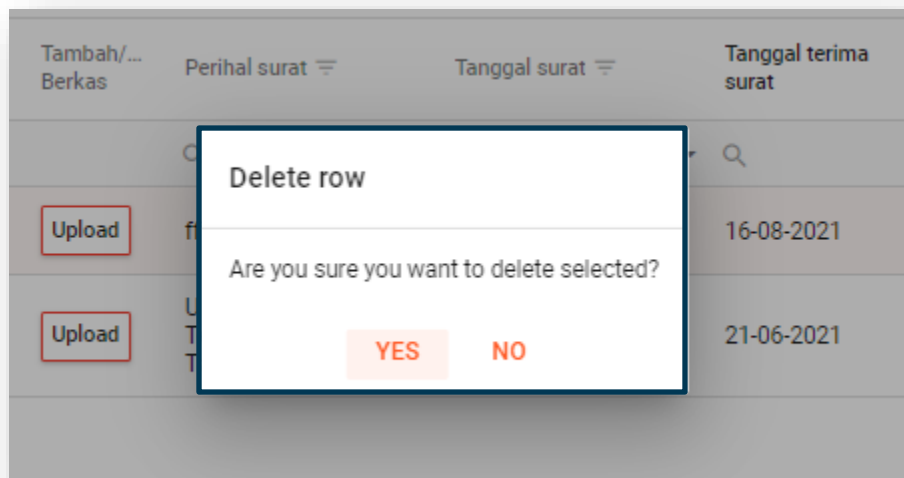 Tambah/...
Berkas
Perihal surat
Tanggal surat
Tanggal terima
surat
Delete row
Upload
16-08-2021
Are you sure you want to delete selected?
Upload
21-06-2021
YES
NO